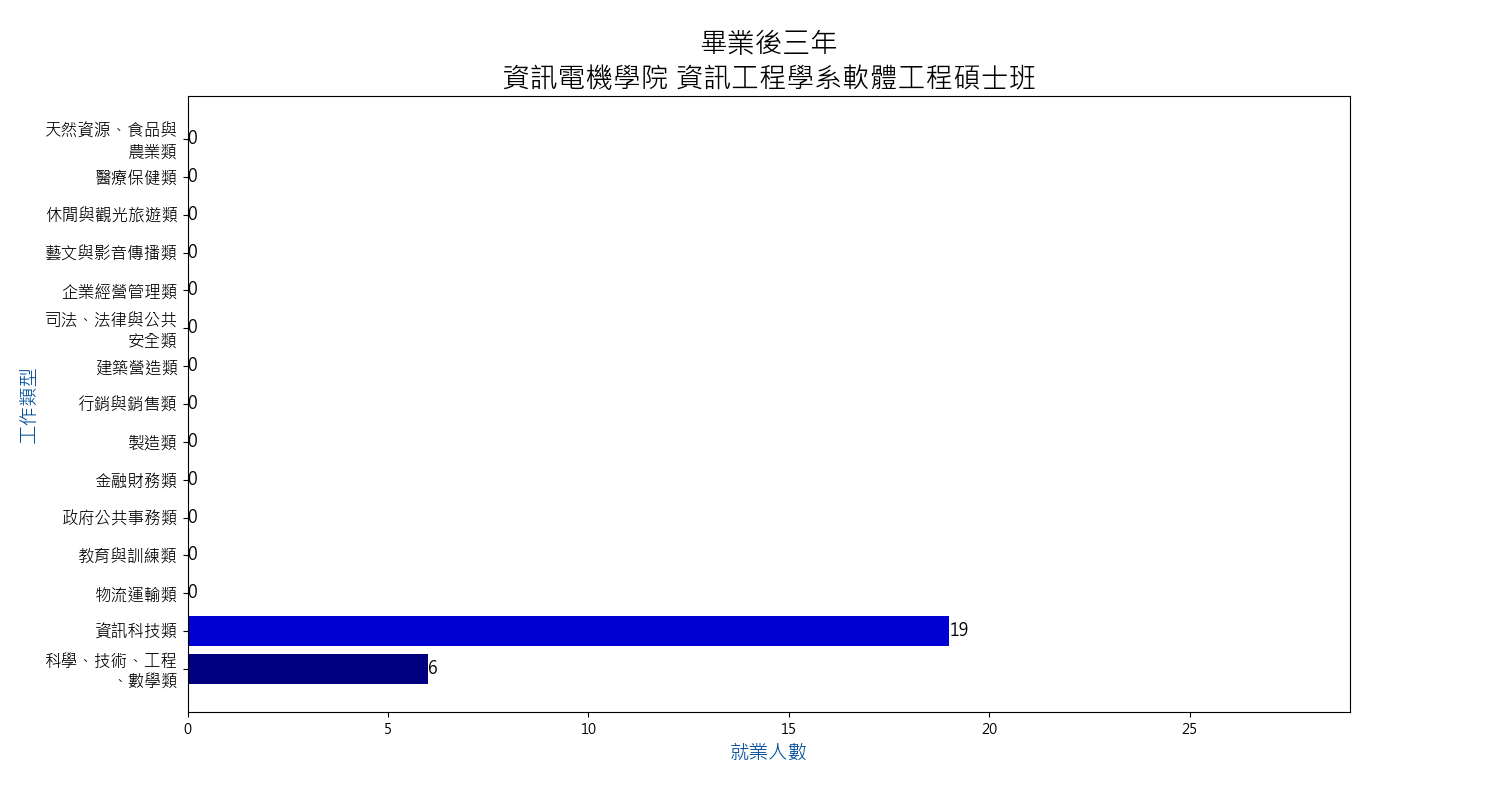 畢業後三年
資訊電機學院 資訊工程學系軟體工程碩士班
工作類型
天然資源、食品與
農業類
0
醫療保健類
0
休閒與觀光旅遊類
0
藝文與影音傳播類
0
企業經營管理類
0
司法、法律與公共
安全類
0
建築營造類
0
行銷與銷售類
0
製造類
0
金融財務類
0
政府公共事務類
0
教育與訓練類
0
物流運輸類
0
資訊科技類
19
科學、技術、工程
、數學類
6
0 5 10 15 20 25
就業人數